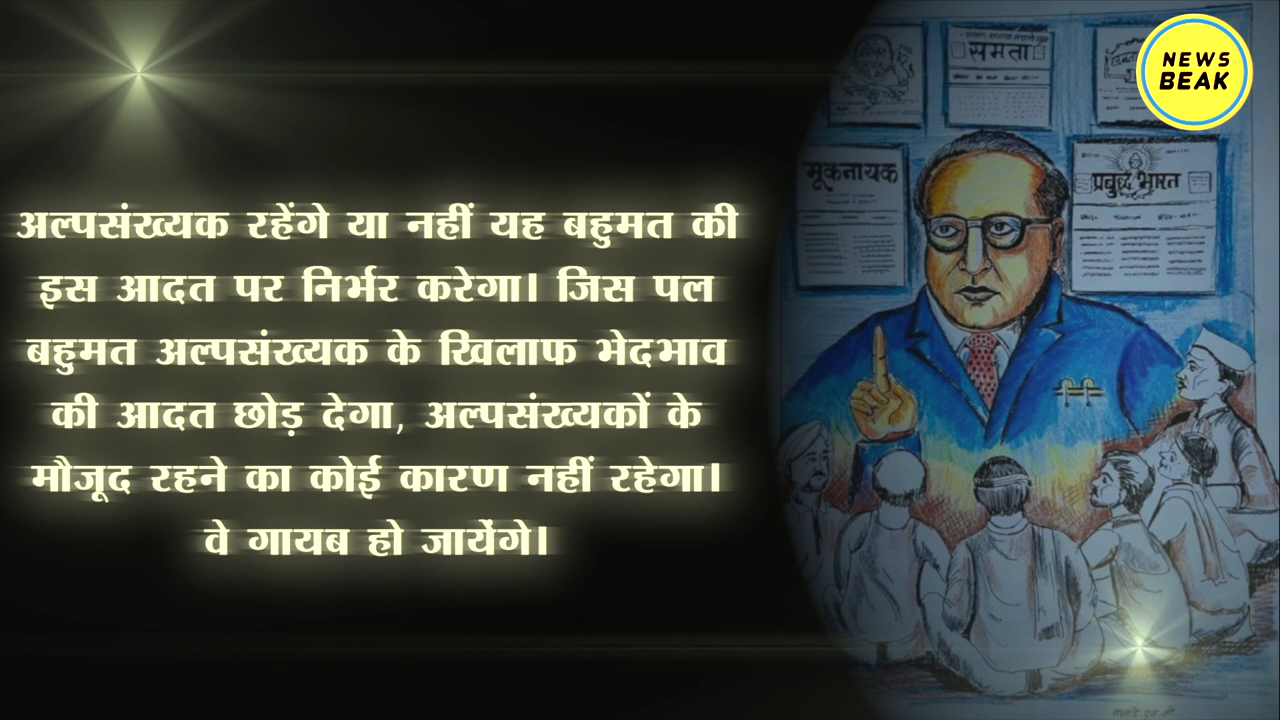 अल्पसंख्यक रहेंगे या नहीं यह बहुमत की
इस आदत पर निर्भर करेगा। जिस पल
बहुमत अल्पसंख्यक के खिलाफ भेदभाव
की आदत छोड़ देगा, अल्पसंख्यकों के
मौजूद रहने का कोई कारण नहीं रहेगा।
वे गायब हो जायेंगे।
NEWS
BEAK
समता
मूकनायक
प्रबुद्ध भारत